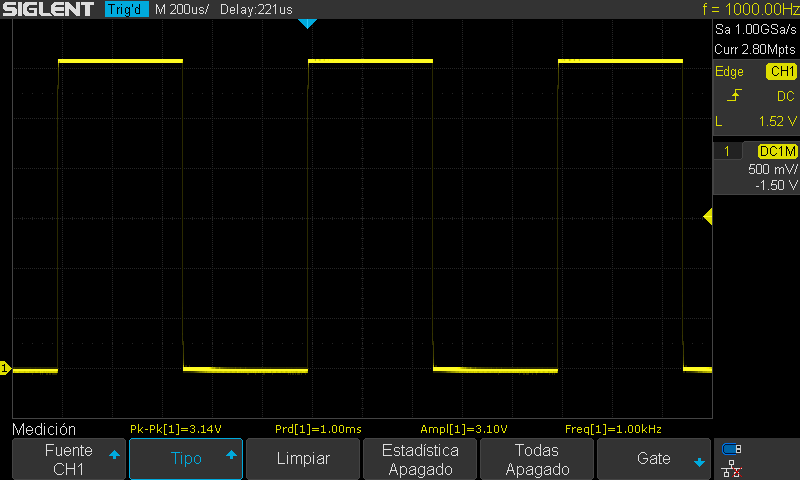 SIGLENT Trig'd M 200us/ Delay:221us f = 1000.00Hz
Sa 1.00GSa/s
Curr 2.80Mpts
Edge CH1
DC
L 1.52 V
1 DC1M
500 mV/
-1.50 V
1
Medición Pk-Pk[1]=3.14V Prd[1]=1.00ms Ampl[1]=3.10V Freq[1]=1.00kHz
Fuente
CH1
Tipo
Limpiar
Estadística
Apagado
Todas
Apagado
Gate